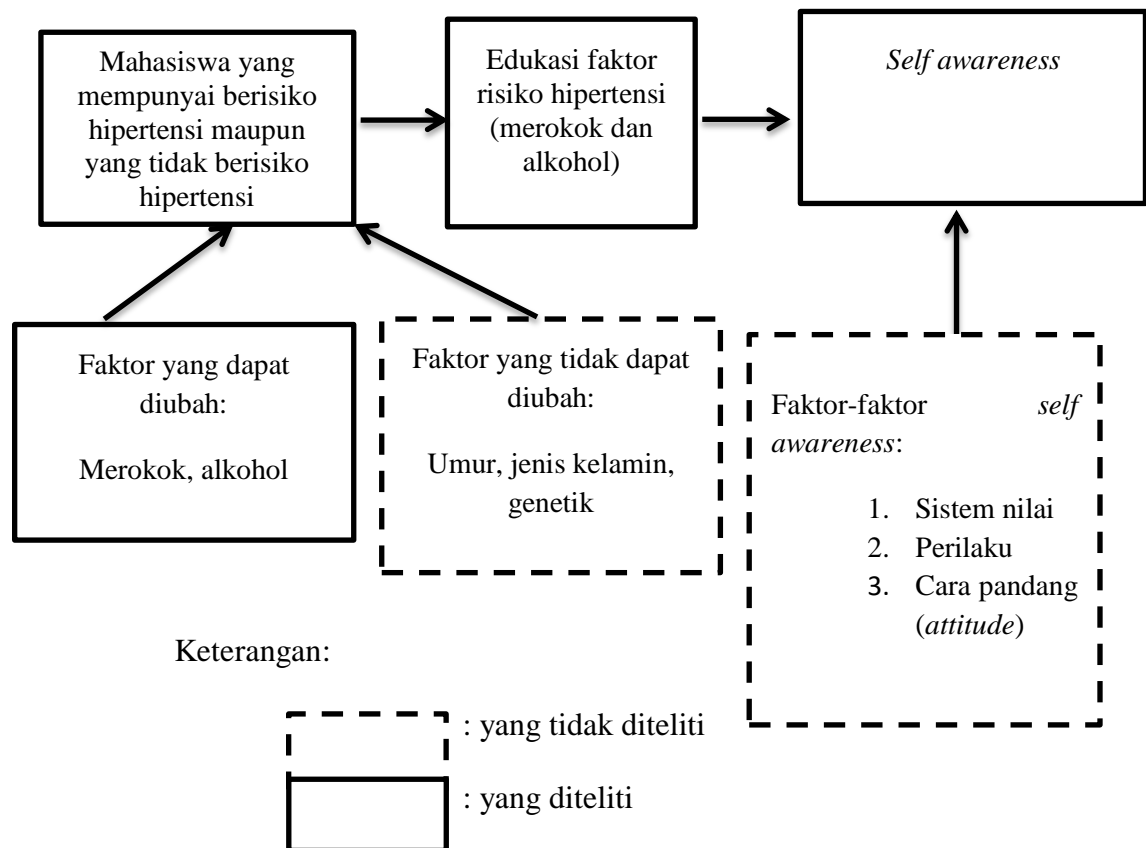 Mahasiswa yang
mempunyai berisiko
hipertensi maupun
yang tidak berisiko
hipertensi
Edukasi faktor
risiko hipertensi
(merokok dan
alkohol)
Self awareness
Faktor yang dapat
diubah:
Merokok, alkohol
Faktor yang tidak dapat
diubah:
Umur, jenis kelamin,
genetik
Faktor-faktor self
awareness:
1. Sistem nilai
2. Perilaku
3. Cara pandang
(attitude)
Keterangan:
: yang tidak diteliti
: yang diteliti